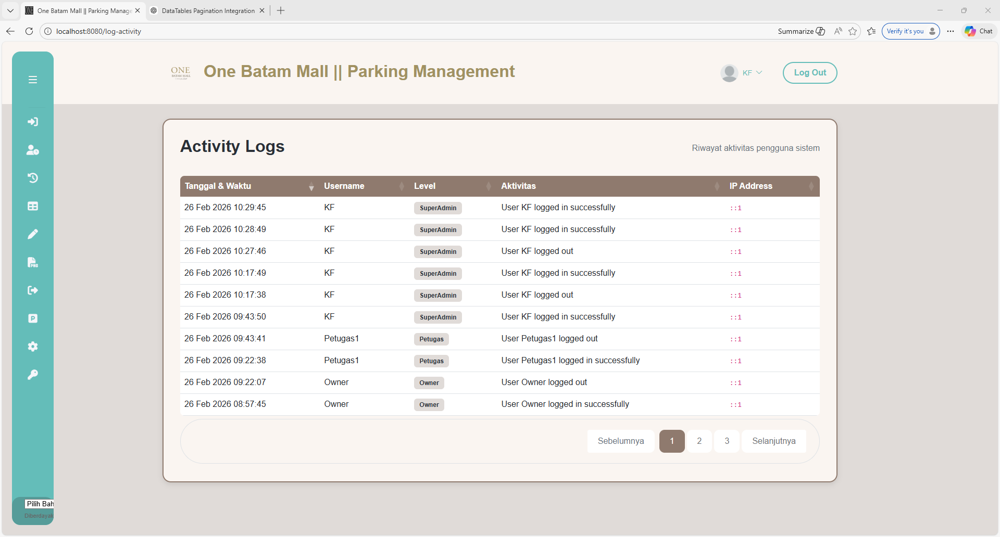 One Batam Mall || Parking Manage
DataTables Pagination Integration
localhost:8080/log-activity
Summarize
Verify it's you
Chat
ONE
BATAM MALL
One Batam Mall || Parking Management
KF
Log Out
Activity Logs
Riwayat aktivitas pengguna sistem
Tanggal & Waktu Username Level Aktivitas IP Address
26 Feb 2026 10:29:45 KF SuperAdmin User KF logged in successfully ::1
26 Feb 2026 10:28:49 KF SuperAdmin User KF logged in successfully ::1
26 Feb 2026 10:27:46 KF SuperAdmin User KF logged out ::1
26 Feb 2026 10:17:49 KF SuperAdmin User KF logged in successfully ::1
26 Feb 2026 10:17:38 KF SuperAdmin User KF logged out ::1
26 Feb 2026 09:43:50 KF SuperAdmin User KF logged in successfully ::1
26 Feb 2026 09:43:41 Petugas1 Petugas User Petugas1 logged out ::1
26 Feb 2026 09:22:38 Petugas1 Petugas User Petugas1 logged in successfully ::1
26 Feb 2026 09:22:07 Owner Owner User Owner logged out ::1
26 Feb 2026 08:57:45 Owner Owner User Owner logged in successfully ::1
Sebelumnya 1 2 3 Selanjutnya
PNG
P
Pilih Bah
Diberdayak